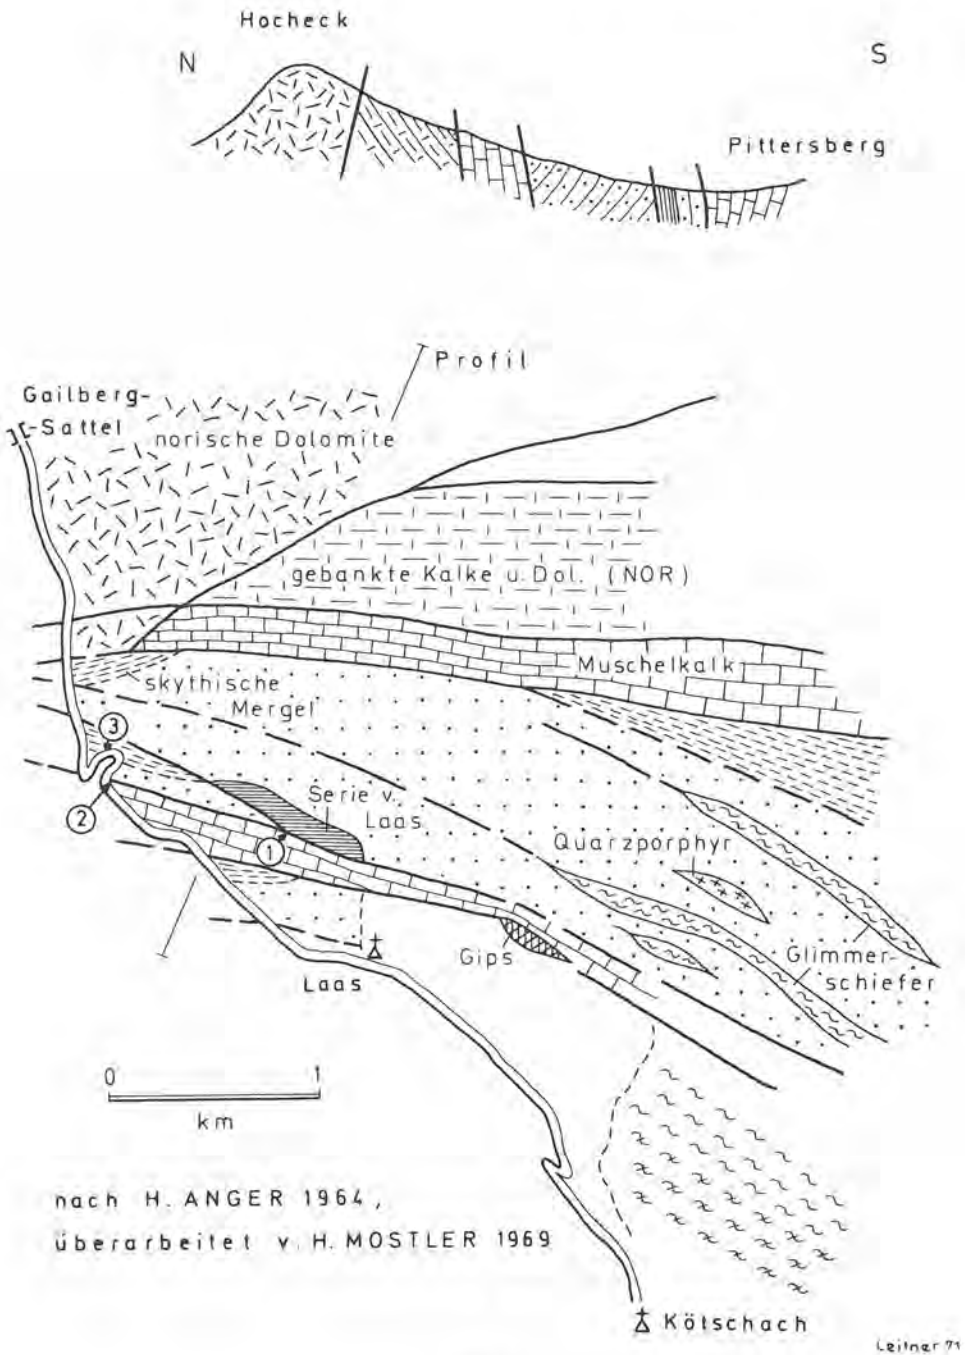 Hocheck
N
S
Pittersberg
Profil
Gailberg-
-Sattel
norische Dolomite
gebankte Kalke u. Dol. (NOR)
Muschelkalk
skythische
Mergel
3
Serie v.
Laas
2
1
Quarzporphyr
Gips
Glimmer-
schiefer
Laas
0 1
km
nach H. ANGER 1964,
überarbeitet v. H. MOSTLER 1969
Kötschach
Leitner 71